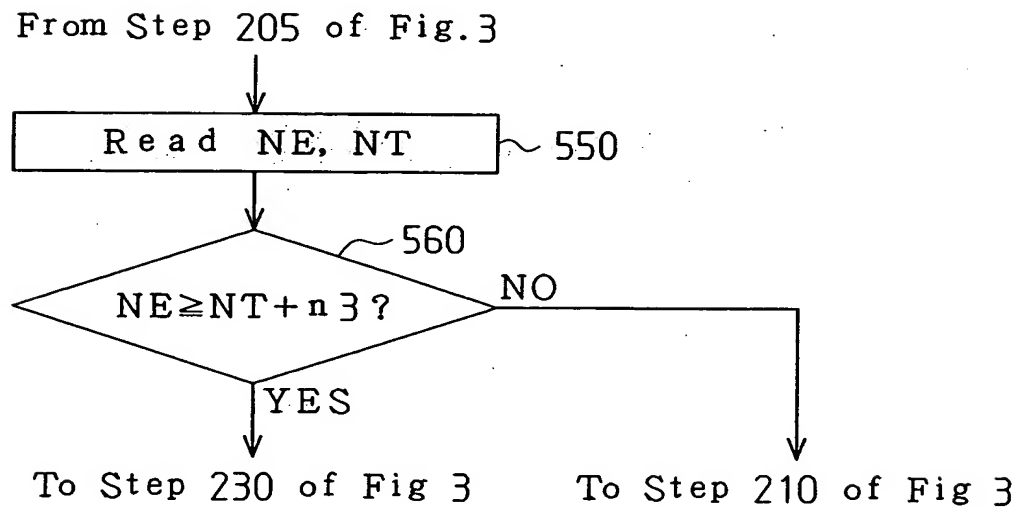 From Step 205 of Fig.3
Read NE, NT
550
560
NE≧NT+n3?
NO
YES
To Step 230 of Fig 3
To Step 210 of Fig 3